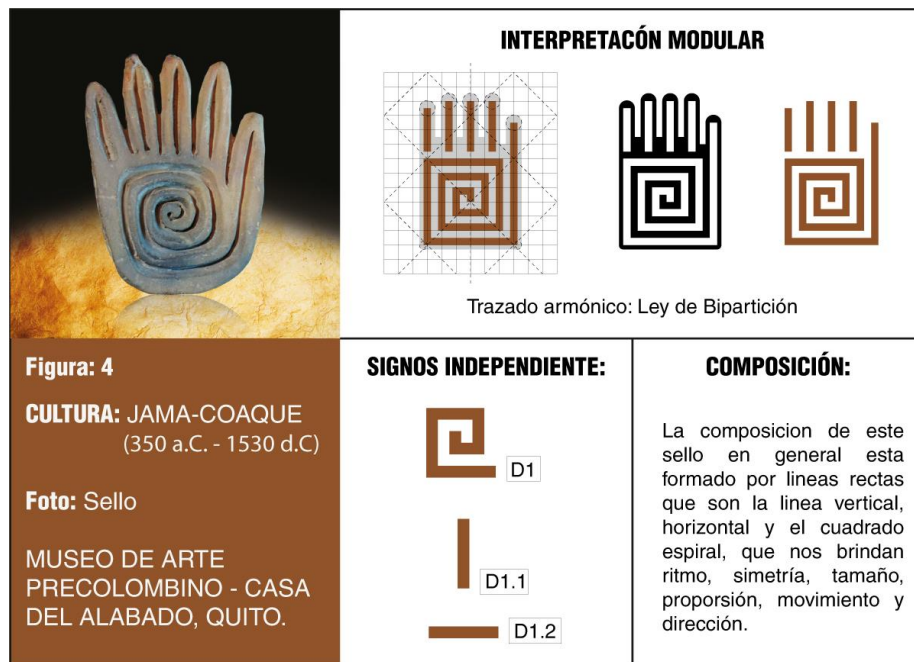 INTERPRETACÓN MODULAR
Trazado armónico: Ley de Bipartición
Figura: 4
CULTURA: JAMA-COAQUE
(350 a.C. - 1530 d.C)
Foto: Sello
MUSEO DE ARTE
PRECOLOMBINO - CASA
DEL ALABADO, QUITO.
SIGNOS INDEPENDIENTE:
D1
D1.1
D1.2
COMPOSICIÓN:
La composicion de este
sello en general esta
formado por lineas rectas
que son la linea vertical,
horizontal y el cuadrado
espiral, que nos brindan
ritmo, simetría, tamaño,
proporsión, movimiento y
dirección.